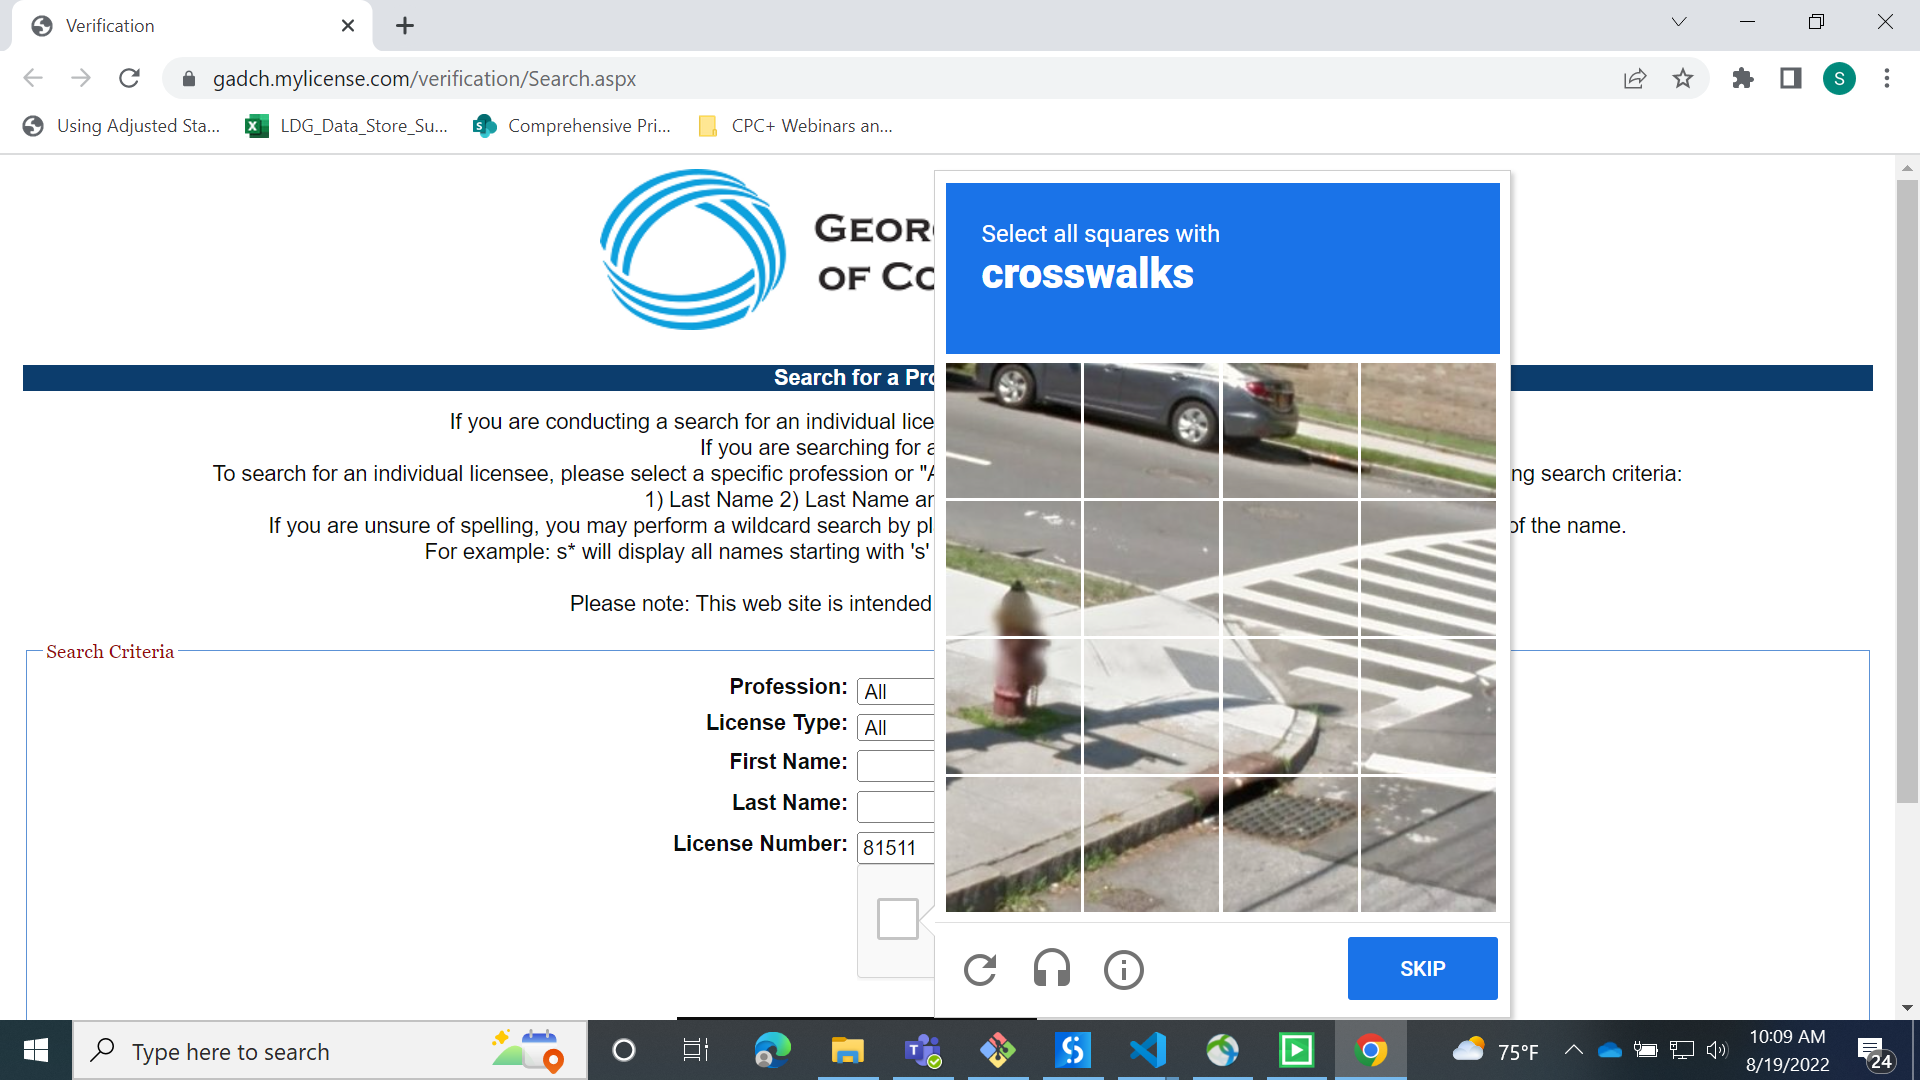 Verification
gadch.mylicense.com/verification/Search.aspx
S
Using Adjusted Sta...
LDG_Data_Store_Su...
Comprehensive Pri...
CPC+ Webinars an...
GEOR
OF CO
Select all squares with
crosswalks
Search for a Pro
If you are conducting a search for an individual lice
If you are searching for a
To search for an individual licensee, please select a specific profession or "A
ng search criteria:
1) Last Name 2) Last Name an
If you are unsure of spelling, you may perform a wildcard search by pl
of the name.
For example: s* will display all names starting with 's'
Please note: This web site is intended
Search Criteria
Profession:
All
License Type:
All
First Name:
Last Name:
License Number:
81511
SKIP
Type here to search
75°F
10:09 AM
8/19/2022
24